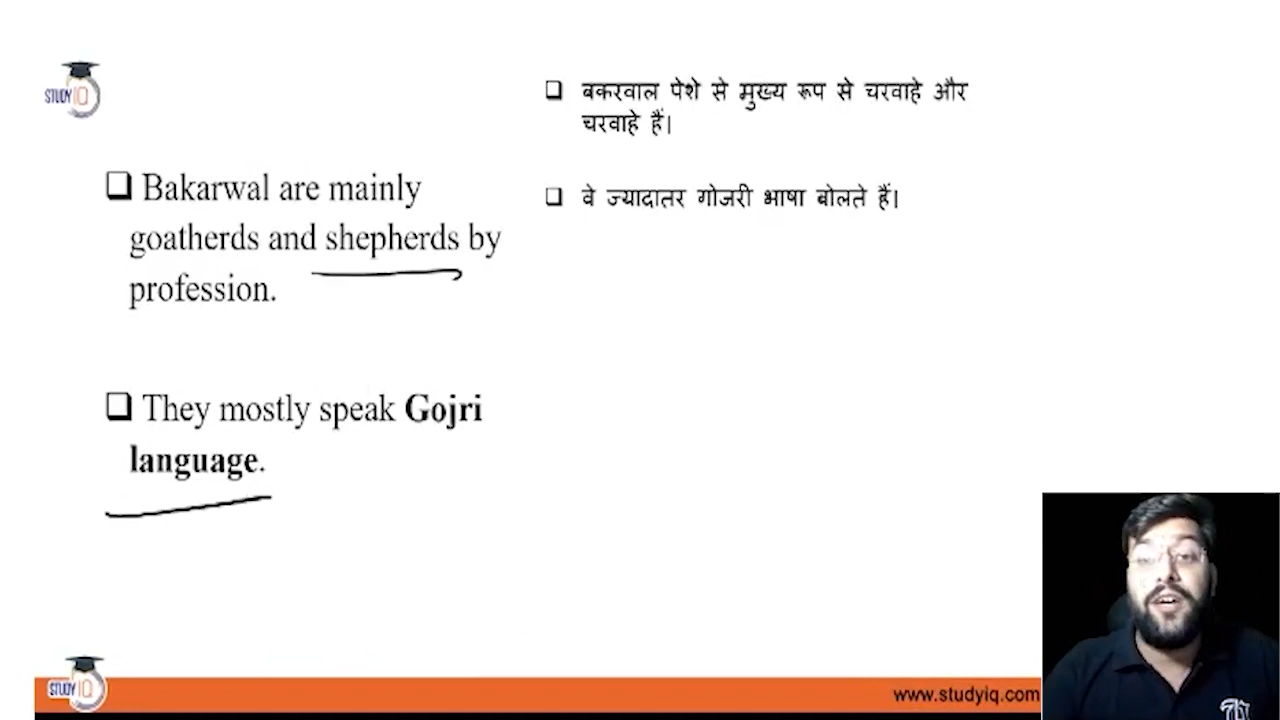 STUDY IQ
❑ Bakarwal are mainly
goatherds and shepherds by
profession.
❑ They mostly speak Gojri
language.
❑ बकरवाल पेशे से मुख्य रूप से चरवाहे और
चरवाहे हैं।
❑ वे ज्यादातर गोजरी भाषा बोलते हैं।
STUDY IQ
www.studyiq.com